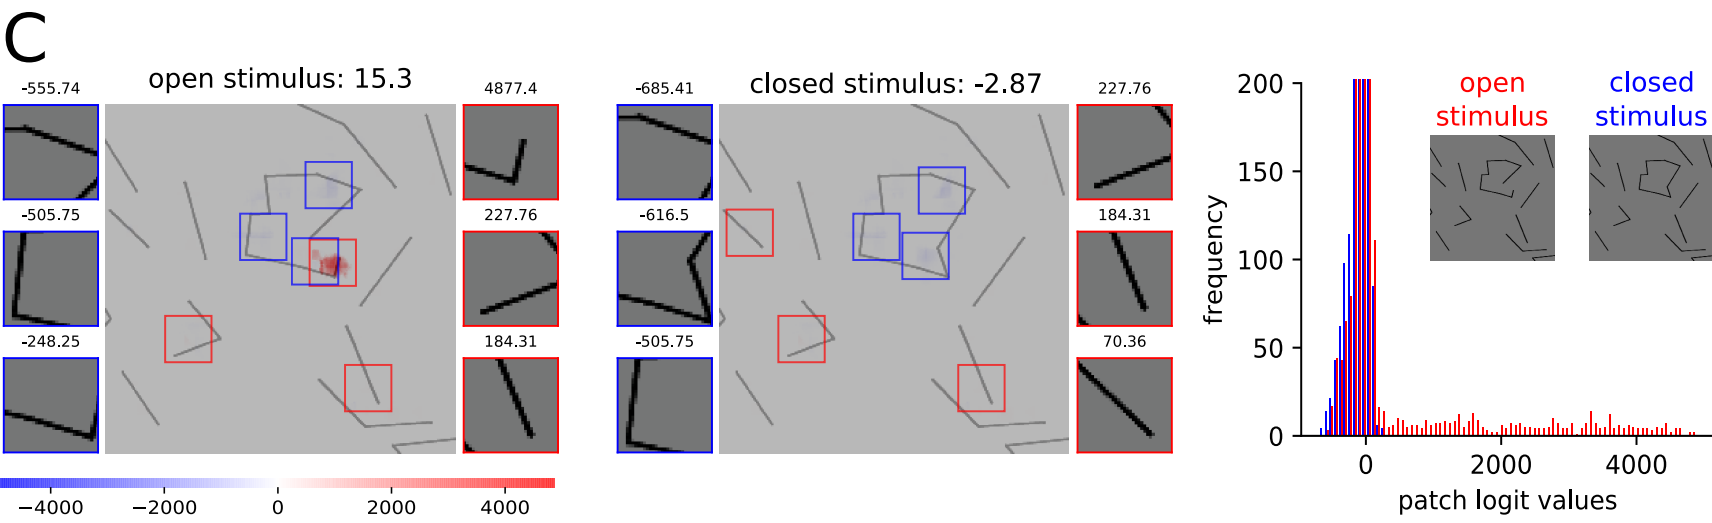 C
open stimulus: 15.3
-555.74
-505.75
-248.25
4877.4
227.76
184.31
−4000
−2000
0
2000
4000
closed stimulus: -2.87
-685.41
-616.5
-505.75
227.76
184.31
70.36
frequency
200
150
100
50
0
open
stimulus
closed
stimulus
0
2000
4000
patch logit values